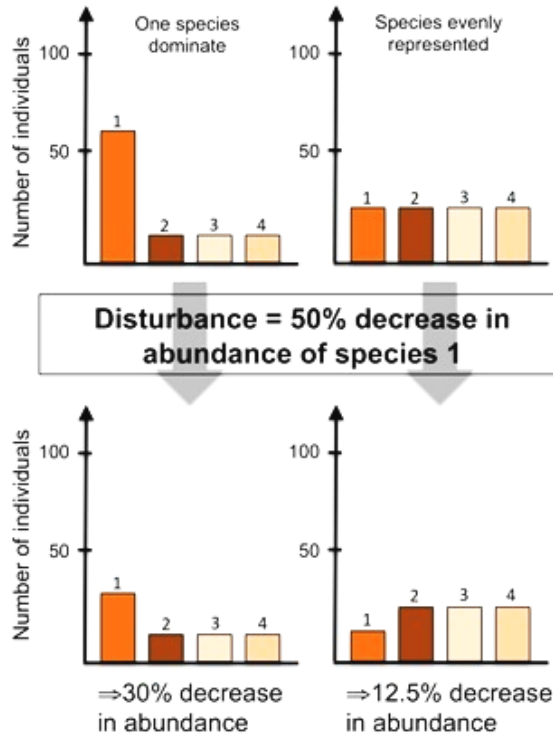 One species
dominate
Species evenly
represented
Number of individuals
100
50
1
2
3
4
100
50
1
2
3
4
Disturbance = 50% decrease in
abundance of species 1
Number of individuals
100
50
1
2
3
4
100
50
1
2
3
4
⇒30% decrease
in abundance
⇒12.5% decrease
in abundance